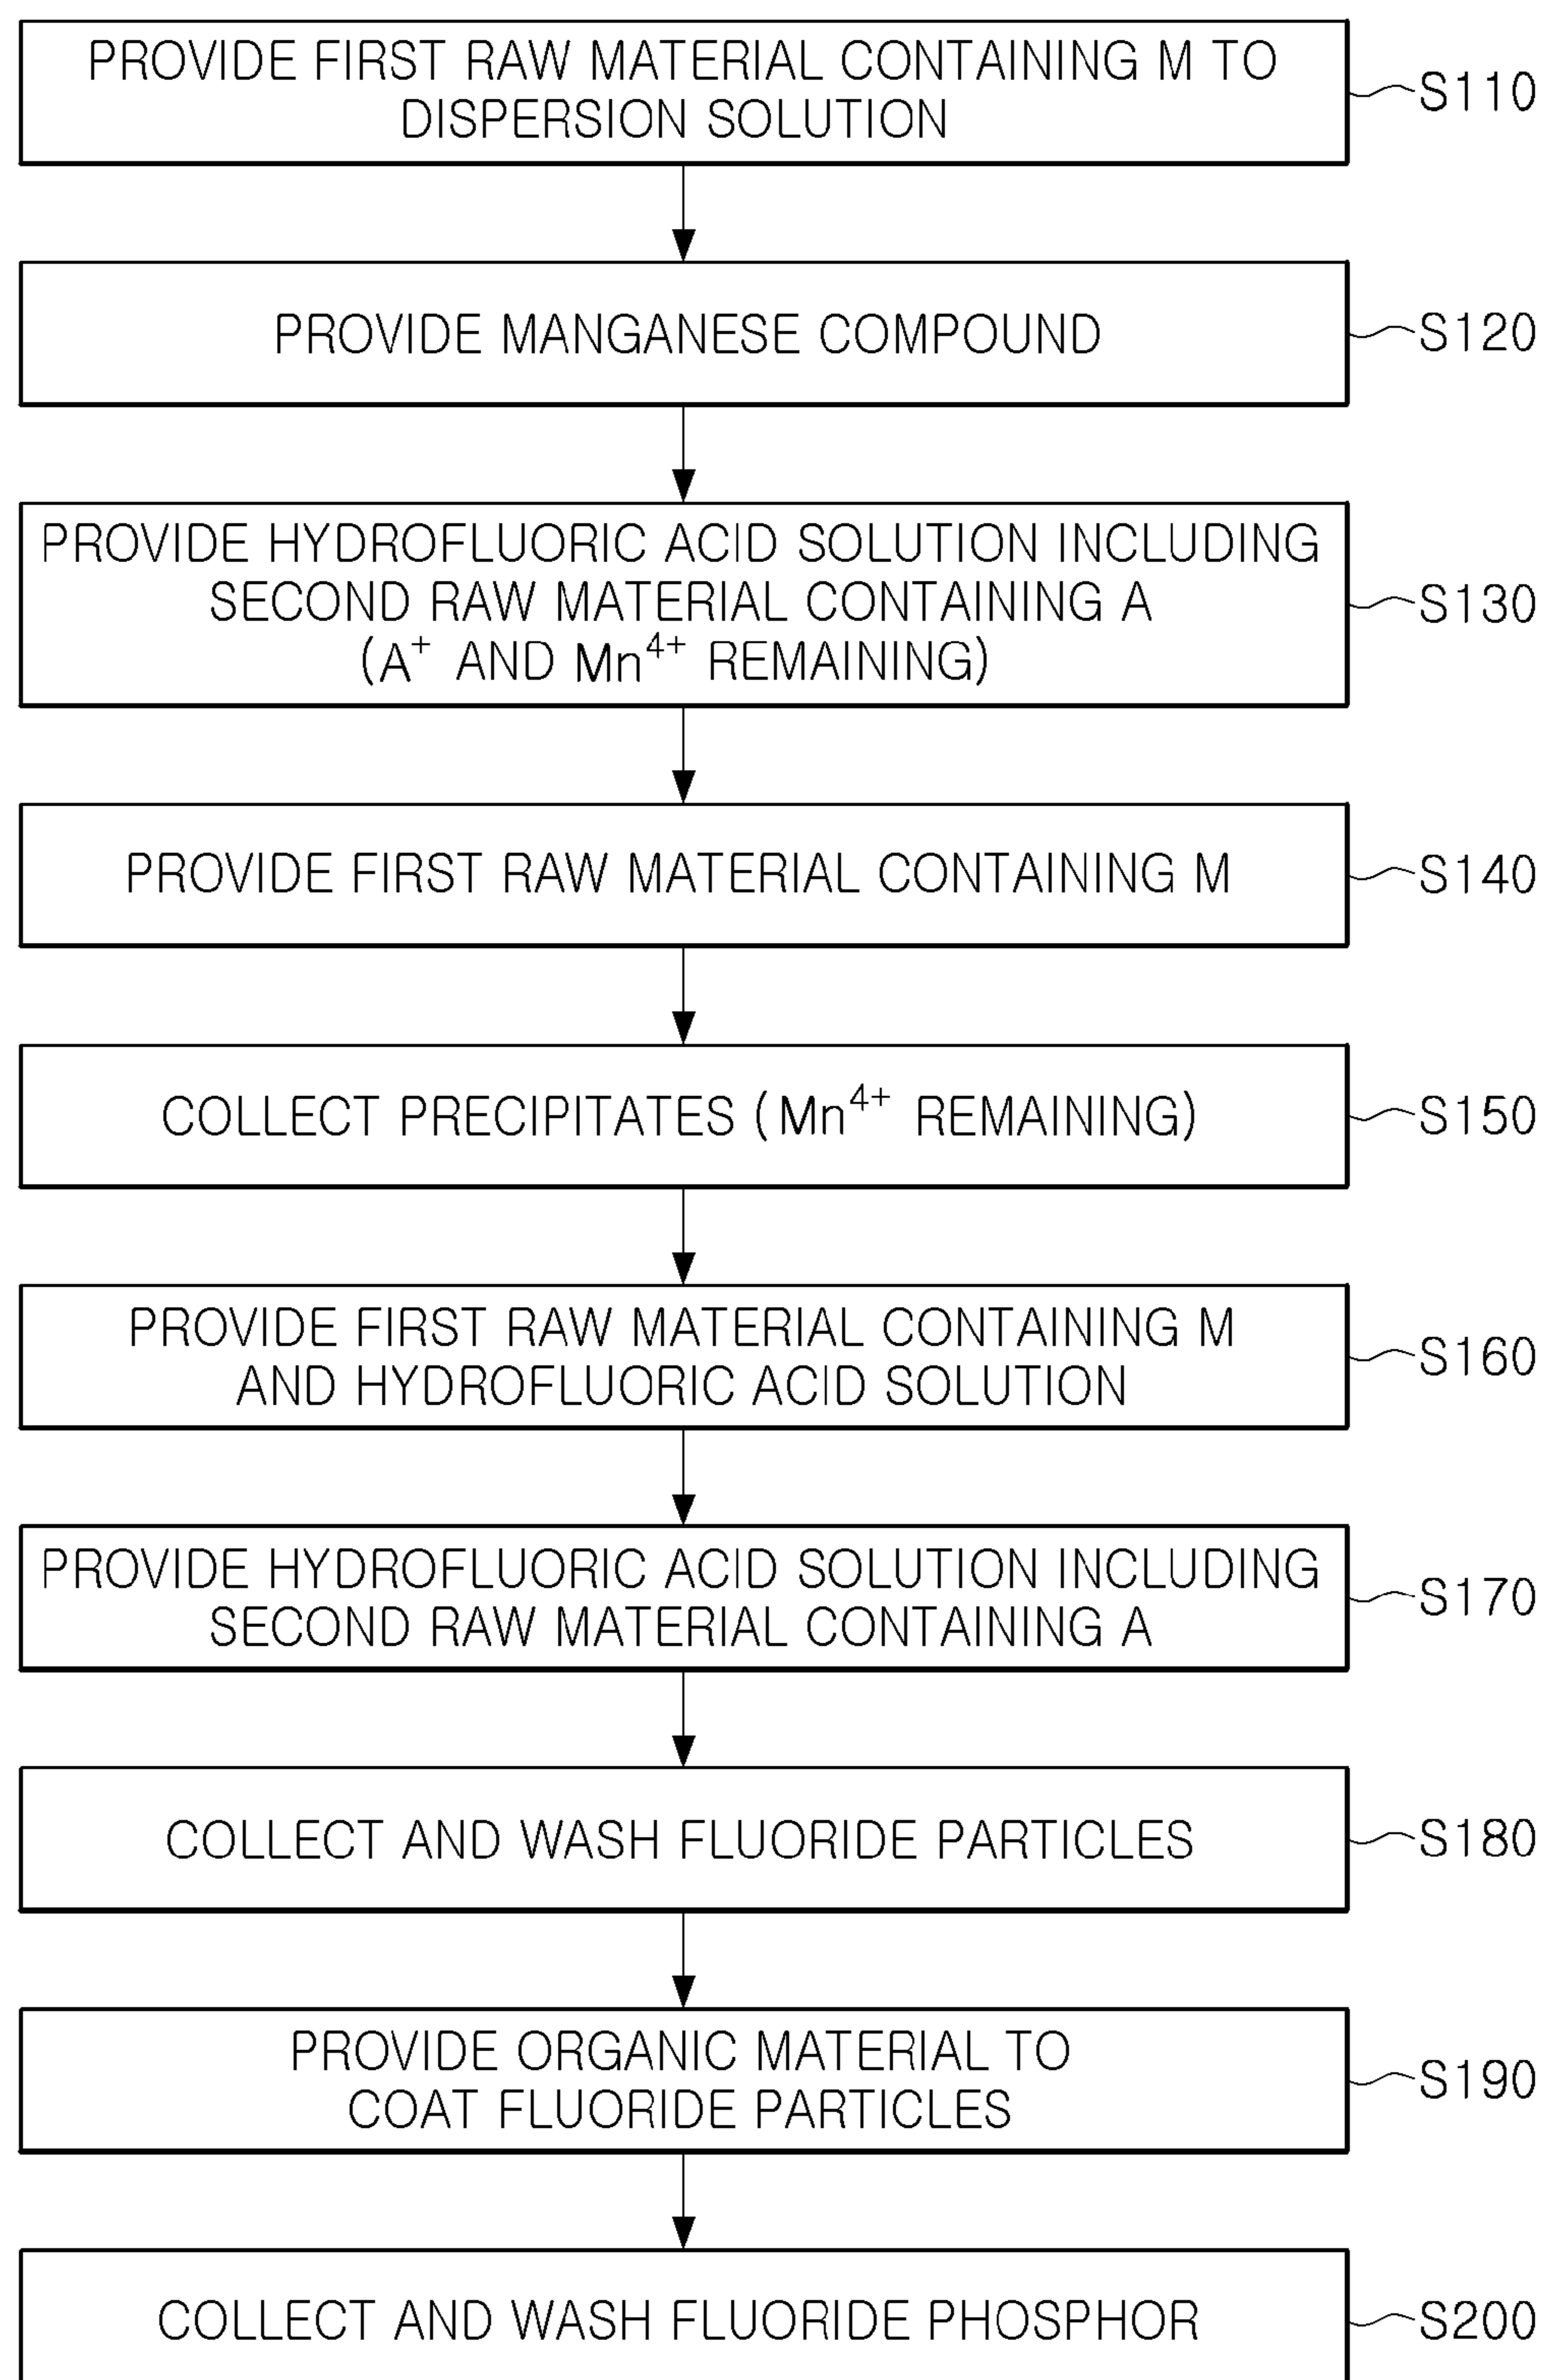 PROVIDE FIRST RAW MATERIAL CONTAINING M TO
DISPERSION SOLUTION
S110
PROVIDE MANGANESE COMPOUND
S120
PROVIDE HYDROFLUORIC ACID SOLUTION INCLUDING
SECOND RAW MATERIAL CONTAINING A
(A⁺ AND Mn⁴⁺ REMAINING)
S130
PROVIDE FIRST RAW MATERIAL CONTAINING M
S140
COLLECT PRECIPITATES (Mn⁴⁺ REMAINING)
S150
PROVIDE FIRST RAW MATERIAL CONTAINING M
AND HYDROFLUORIC ACID SOLUTION
S160
PROVIDE HYDROFLUORIC ACID SOLUTION INCLUDING
SECOND RAW MATERIAL CONTAINING A
S170
COLLECT AND WASH FLUORIDE PARTICLES
S180
PROVIDE ORGANIC MATERIAL TO
COAT FLUORIDE PARTICLES
S190
COLLECT AND WASH FLUORIDE PHOSPHOR
S200